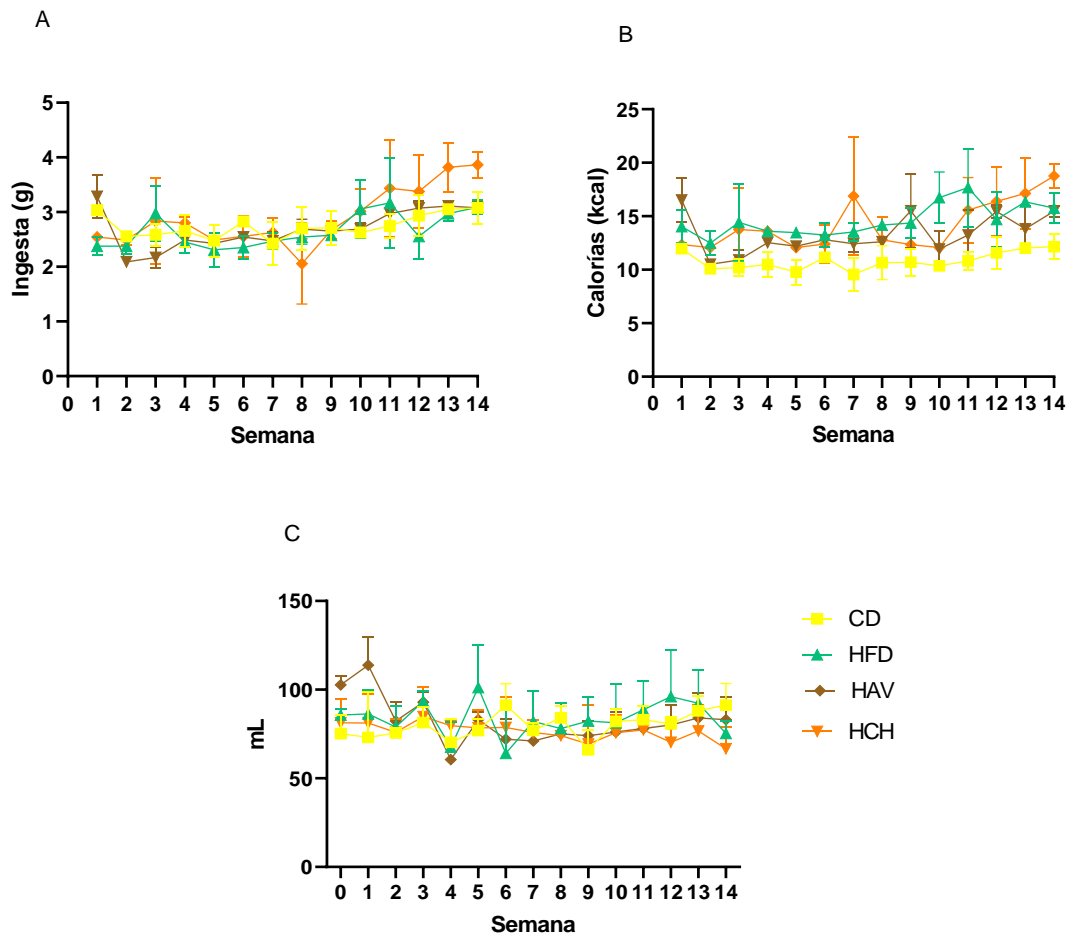 A
Ingesta (g)
5
4
3
2
1
0
0 1 2 3 4 5 6 7 8 9 10 11 12 13 14
Semana
B
Calorías (kcal)
25
20
15
10
5
0
0 1 2 3 4 5 6 7 8 9 10 11 12 13 14
Semana
C
mL
150
100
50
0
0 1 2 3 4 5 6 7 8 9 10 11 12 13 14
Semana
CD
HFD
HAV
HCH